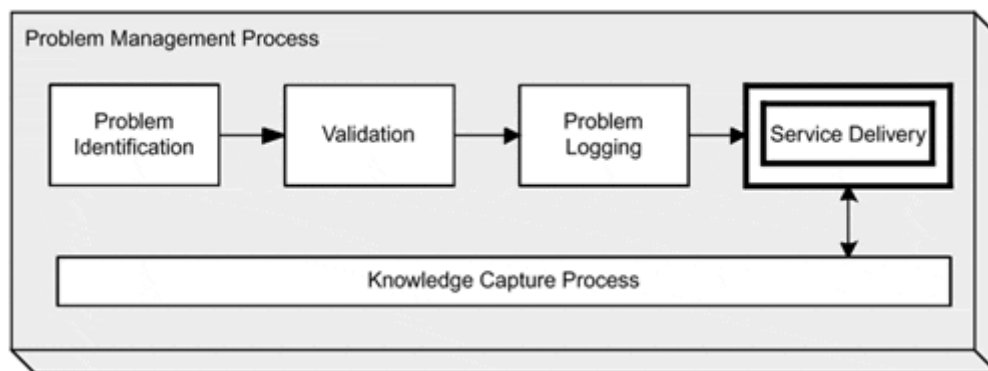 Problem Management Process
Problem
Identification
Validation
Problem
Logging
Service Delivery
Knowledge Capture Process